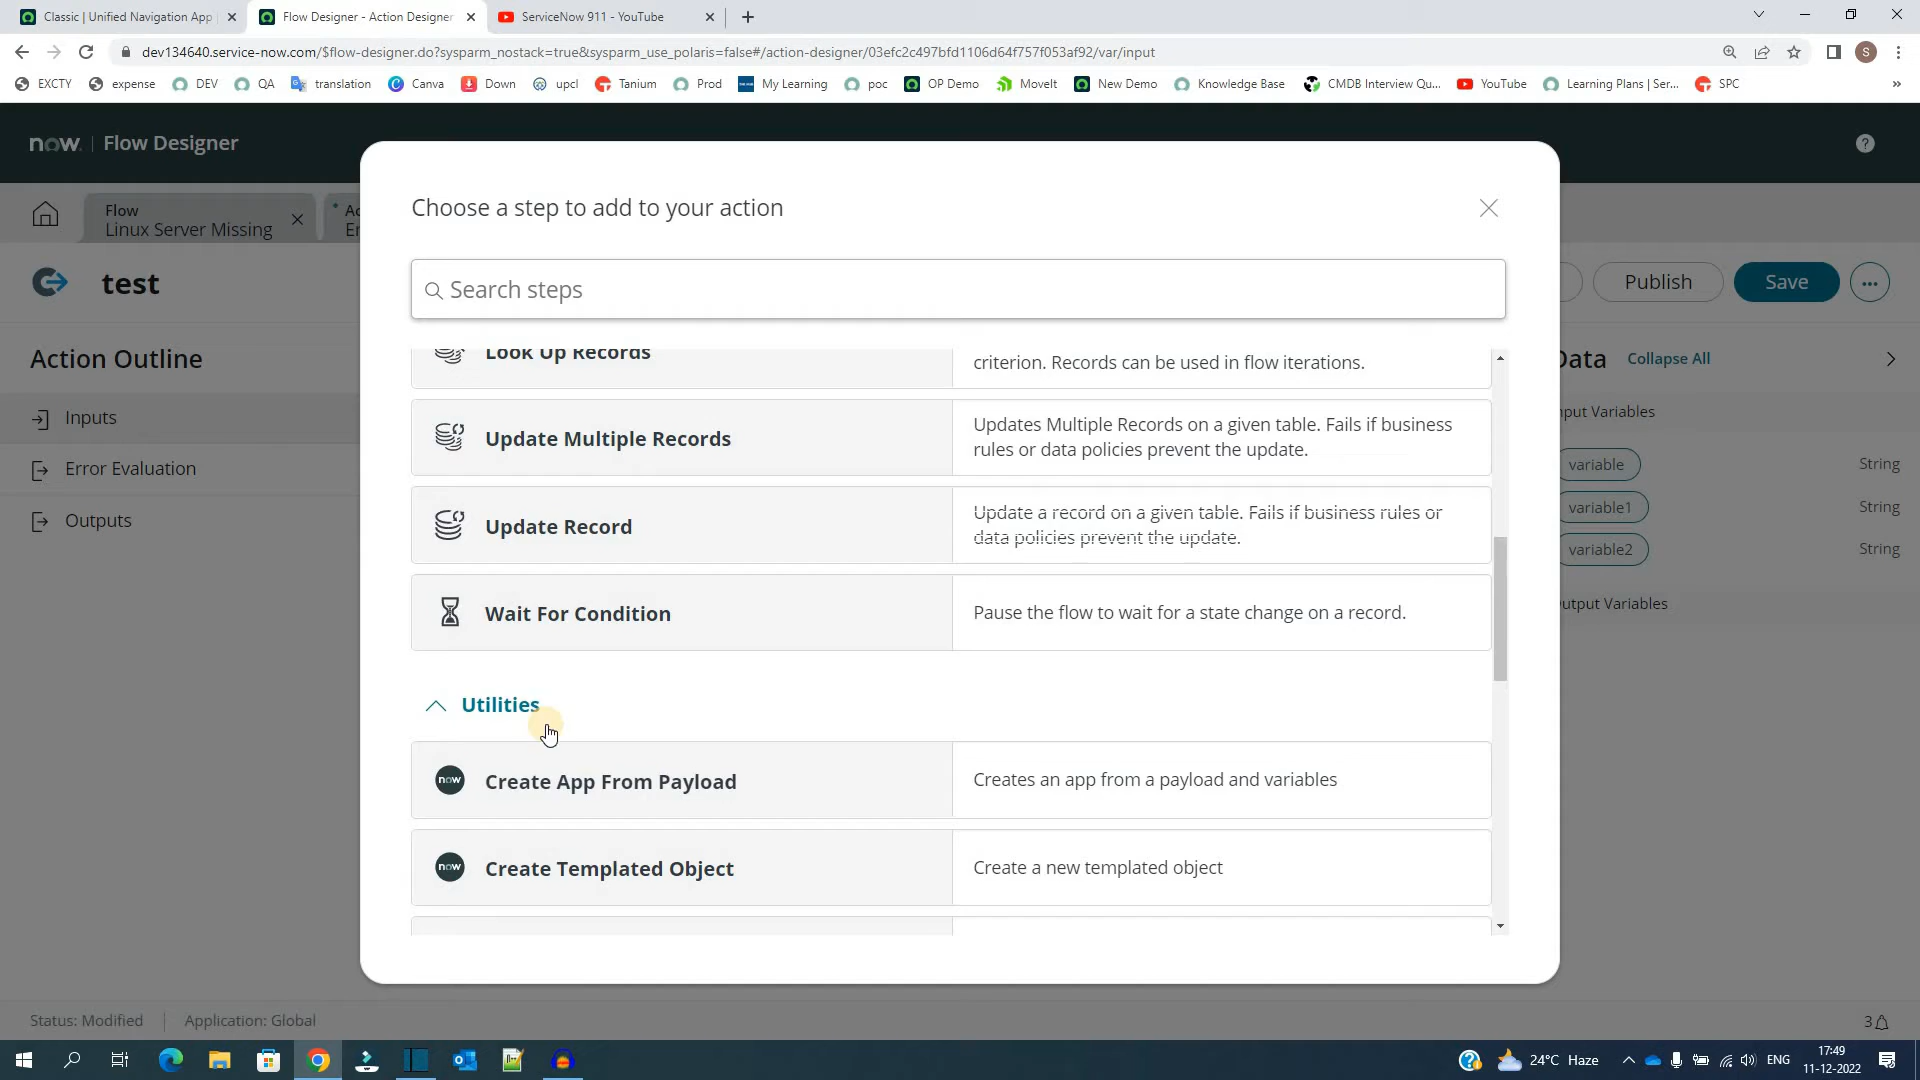 Classic | Unified Navigation App
Flow Designer - Action Designer
ServiceNow 911 - YouTube
dev134640.service-now.com/$flow-designer.do?sysparm_nostack=true&sysparm_use_polaris=false#/action-designer/03efc2c497bfd1106d64f757f053af92/var/input
S
EXCTY
expense
DEV
QA
translation
Canva
Down
upcl
Tanium
Prod
My Learning
poc
OP Demo
MoveIt
New Demo
Knowledge Base
CMDB Interview Qu...
YouTube
Learning Plans | Ser...
SPC
now. | Flow Designer
Flow
Linux Server Missing
test
Publish
Save
Action Outline
Inputs
Error Evaluation
Outputs
Choose a step to add to your action
Search steps
Look Up Records
criterion. Records can be used in flow iterations.
Update Multiple Records
Updates Multiple Records on a given table. Fails if business
rules or data policies prevent the update.
Update Record
Update a record on a given table. Fails if business rules or
data policies prevent the update.
Wait For Condition
Pause the flow to wait for a state change on a record.
Utilities
now
Create App From Payload
Creates an app from a payload and variables
now
Create Templated Object
Create a new templated object
Data
Collapse All
nput Variables
variable
String
variable1
String
variable2
String
utput Variables
Status: Modified
Application: Global
3
24°C Haze
ENG
17:49
11-12-2022